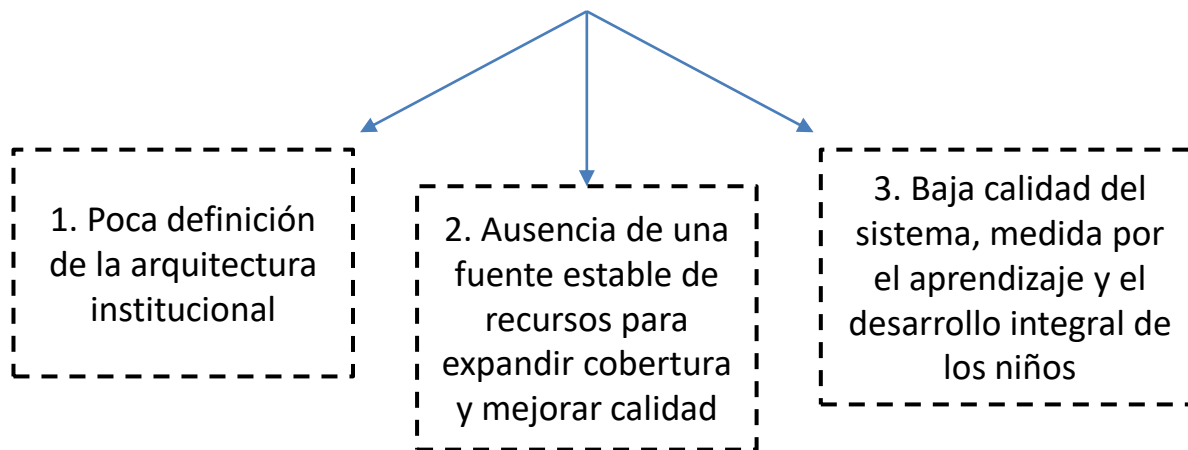 1. Poca definición
de la arquitectura
institucional
2. Ausencia de una
fuente estable de
recursos para
expandir cobertura
y mejorar calidad
3. Baja calidad del
sistema, medida por
el aprendizaje y el
desarrollo integral de
los niños